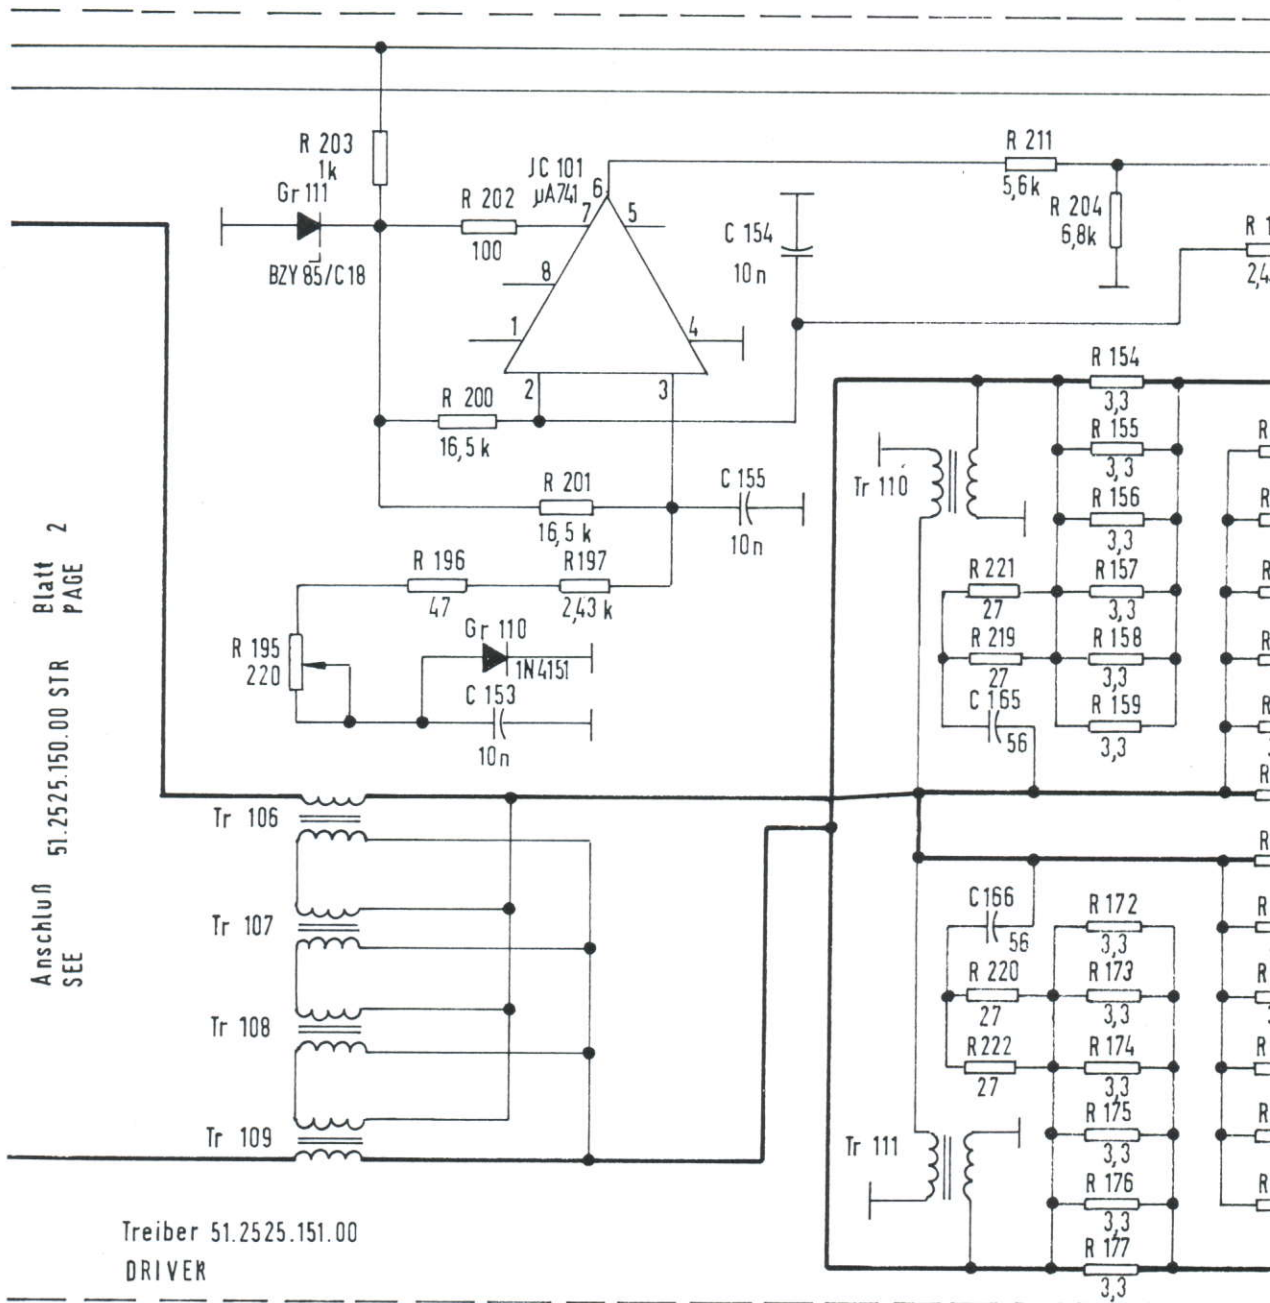 R 203
1k
Gr 111
BZY 85/C18
R 202
100
JC 101
µA741
6
7
5
8
1
4
2
3
C 154
10n
R 211
5,6k
R 204
6,8k
R 1
2,4
R 200
16,5 k
R 201
16,5 k
C 155
10n
R 196
47
R197
2,43 k
R 195
220
Gr 110
1N4151
C 153
10n
Tr 110
R 154
3,3
R 155
3,3
R 156
3,3
R 221
27
R 157
3,3
R 219
27
R 158
3,3
C 165
56
R 159
3,3
R
R
R
R
R
R
Anschluß 51.2525.150.00 STR Blatt 2
SEE PAGE
Tr 106
Tr 107
Tr 108
Tr 109
C166
56
R 172
3,3
R 220
27
R 173
3,3
R 222
27
R 174
3,3
R 175
3,3
R 176
3,3
R 177
3,3
Tr 111
R
R
R
R
R
R
Treiber 51.2525.151.00
DRIVER